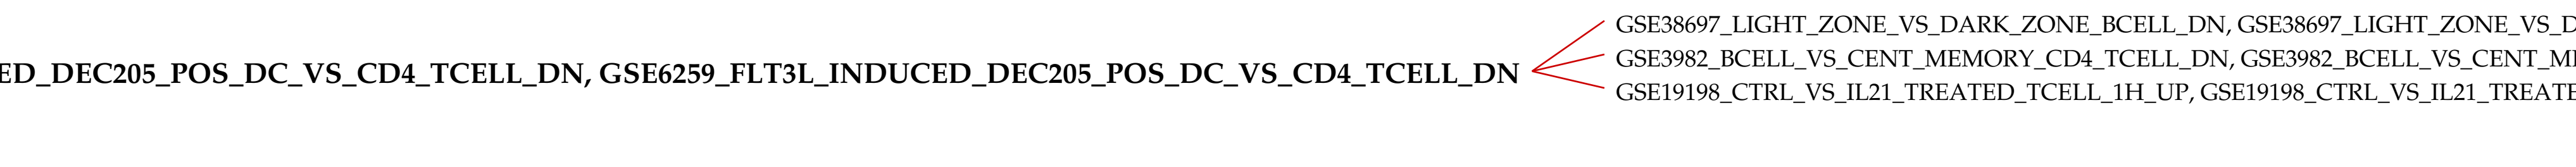 GSE38697_LIGHT_ZONE_VS_DARK_ZONE_BCELL_DN, GSE38697_LIGHT_ZONE_VS_D
GSE3982_BCELL_VS_CENT_MEMORY_CD4_TCELL_DN, GSE3982_BCELL_VS_CENT_M
ED_DEC205_POS_DC_VS_CD4_TCELL_DN, GSE6259_FLT3L_INDUCED_DEC205_POS_DC_VS_CD4_TCELL_DN
GSE19198_CTRL_VS_IL21_TREATED_TCELL_1H_UP, GSE19198_CTRL_VS_IL21_TREATE